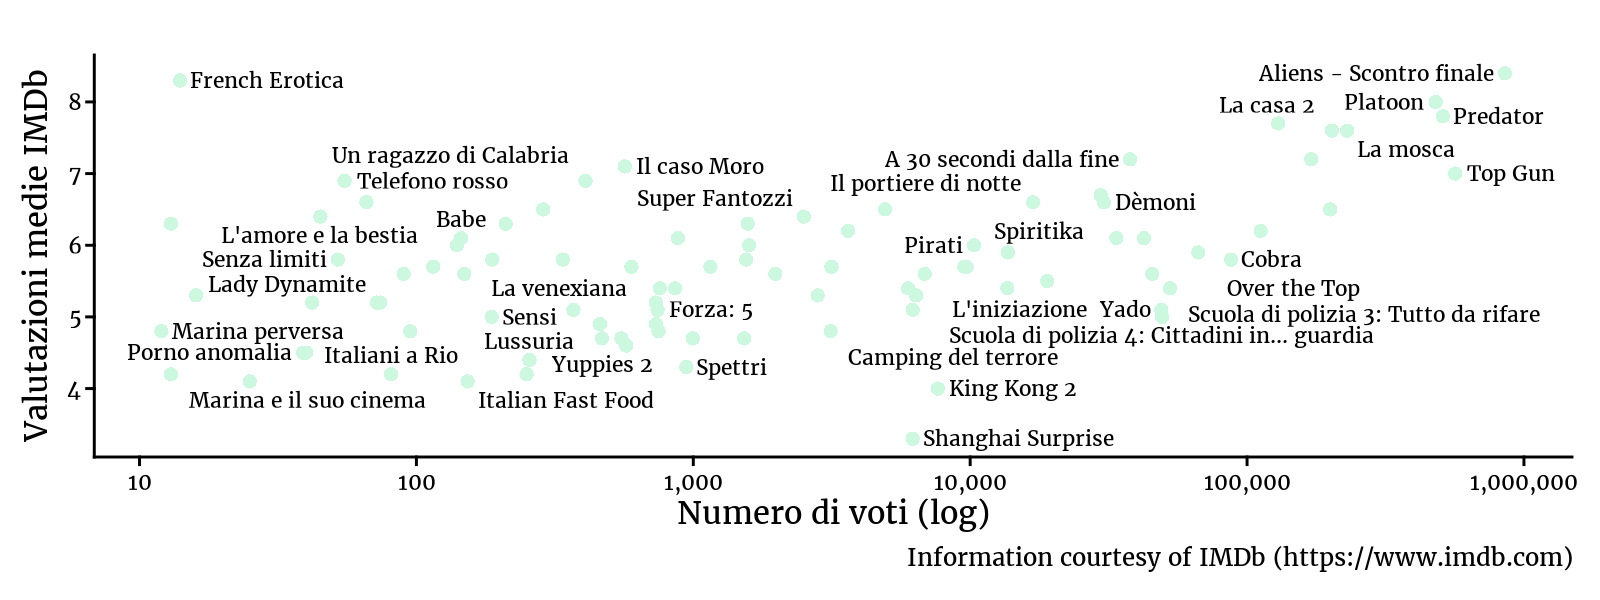 Aliens - Scontro finale
French Erotica
La casa 2
Platoon
Predator
Un ragazzo di Calabria
A 30 secondi dalla fine
La mosca
Il caso Moro
Top Gun
Telefono rosso
Il portiere di notte
Super Fantozzi
Dèmoni
Babe
L'amore e la bestia
Spiritika
Pirati
Senza limiti
Cobra
Lady Dynamite
La venexiana
Over the Top
Forza: 5
L'iniziazione
Yado
Scuola di polizia 3: Tutto da rifare
Sensi
Marina perversa
Scuola di polizia 4: Cittadini in... guardia
Lussuria
Porno anomalia
Italiani a Rio
Camping del terrore
Yuppies 2
Spettri
King Kong 2
Marina e il suo cinema
Italian Fast Food
Shanghai Surprise
Valutazioni medie IMDb
8
7
6
5
4
10
100
1,000
10,000
100,000
1,000,000
Numero di voti (log)
Information courtesy of IMDb (https://www.imdb.com)